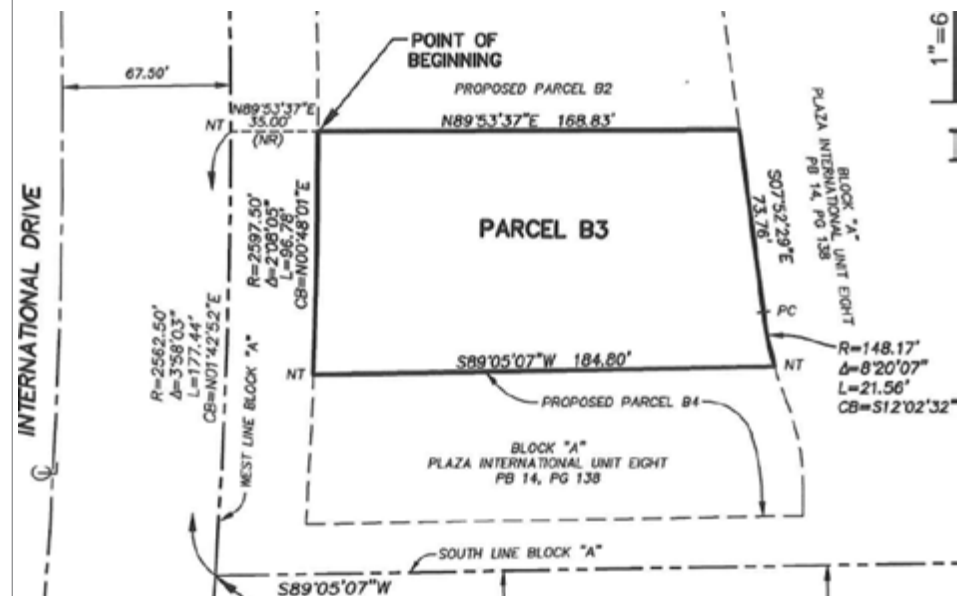 POINT OF
BEGINNING
1"=6
67.50'
PROPOSED PARCEL B2
N89°53'37"E
35.00'
(NR)
NT
N89°53'37"E 168.83'
INTERNATIONAL DRIVE
R=2597.50'
Δ=2°08'05"
L=96.78'
CB=N00°48'01"E
PARCEL B3
S07°52'29"E
73.76'
BLOCK "A"
PLAZA INTERNATIONAL UNIT EIGHT
PB 14, PG 138
PC
R=2562.50'
Δ=3°58'03"
L=177.44'
CB=N01°42'52"E
WEST LINE BLOCK "A"
NT
S89°05'07"W 184.80'
NT
R=148.17'
Δ=8°20'07"
L=21.56'
CB=S12°02'32"
PROPOSED PARCEL B4
BLOCK "A"
PLAZA INTERNATIONAL UNIT EIGHT
PB 14, PG 138
CL
SOUTH LINE BLOCK "A"
S89°05'07"W